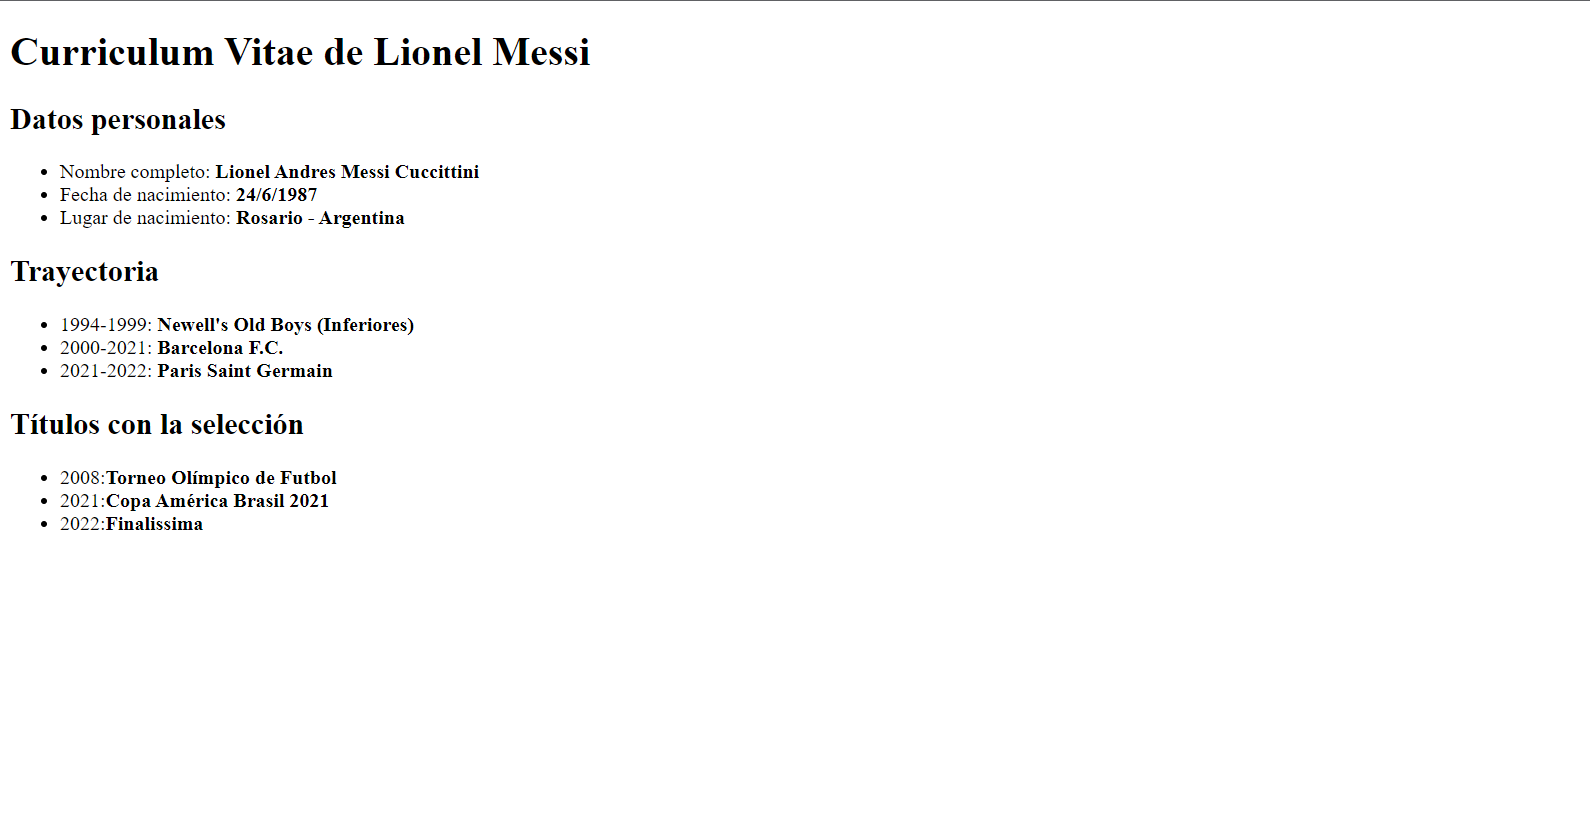 Curriculum Vitae de Lionel Messi
Datos personales
Nombre completo: Lionel Andres Messi Cuccittini
Fecha de nacimiento: 24/6/1987
Lugar de nacimiento: Rosario - Argentina
Trayectoria
1994-1999: Newell's Old Boys (Inferiores)
2000-2021: Barcelona F.C.
2021-2022: Paris Saint Germain
Títulos con la selección
2008:Torneo Olímpico de Futbol
2021:Copa América Brasil 2021
2022:Finalissima